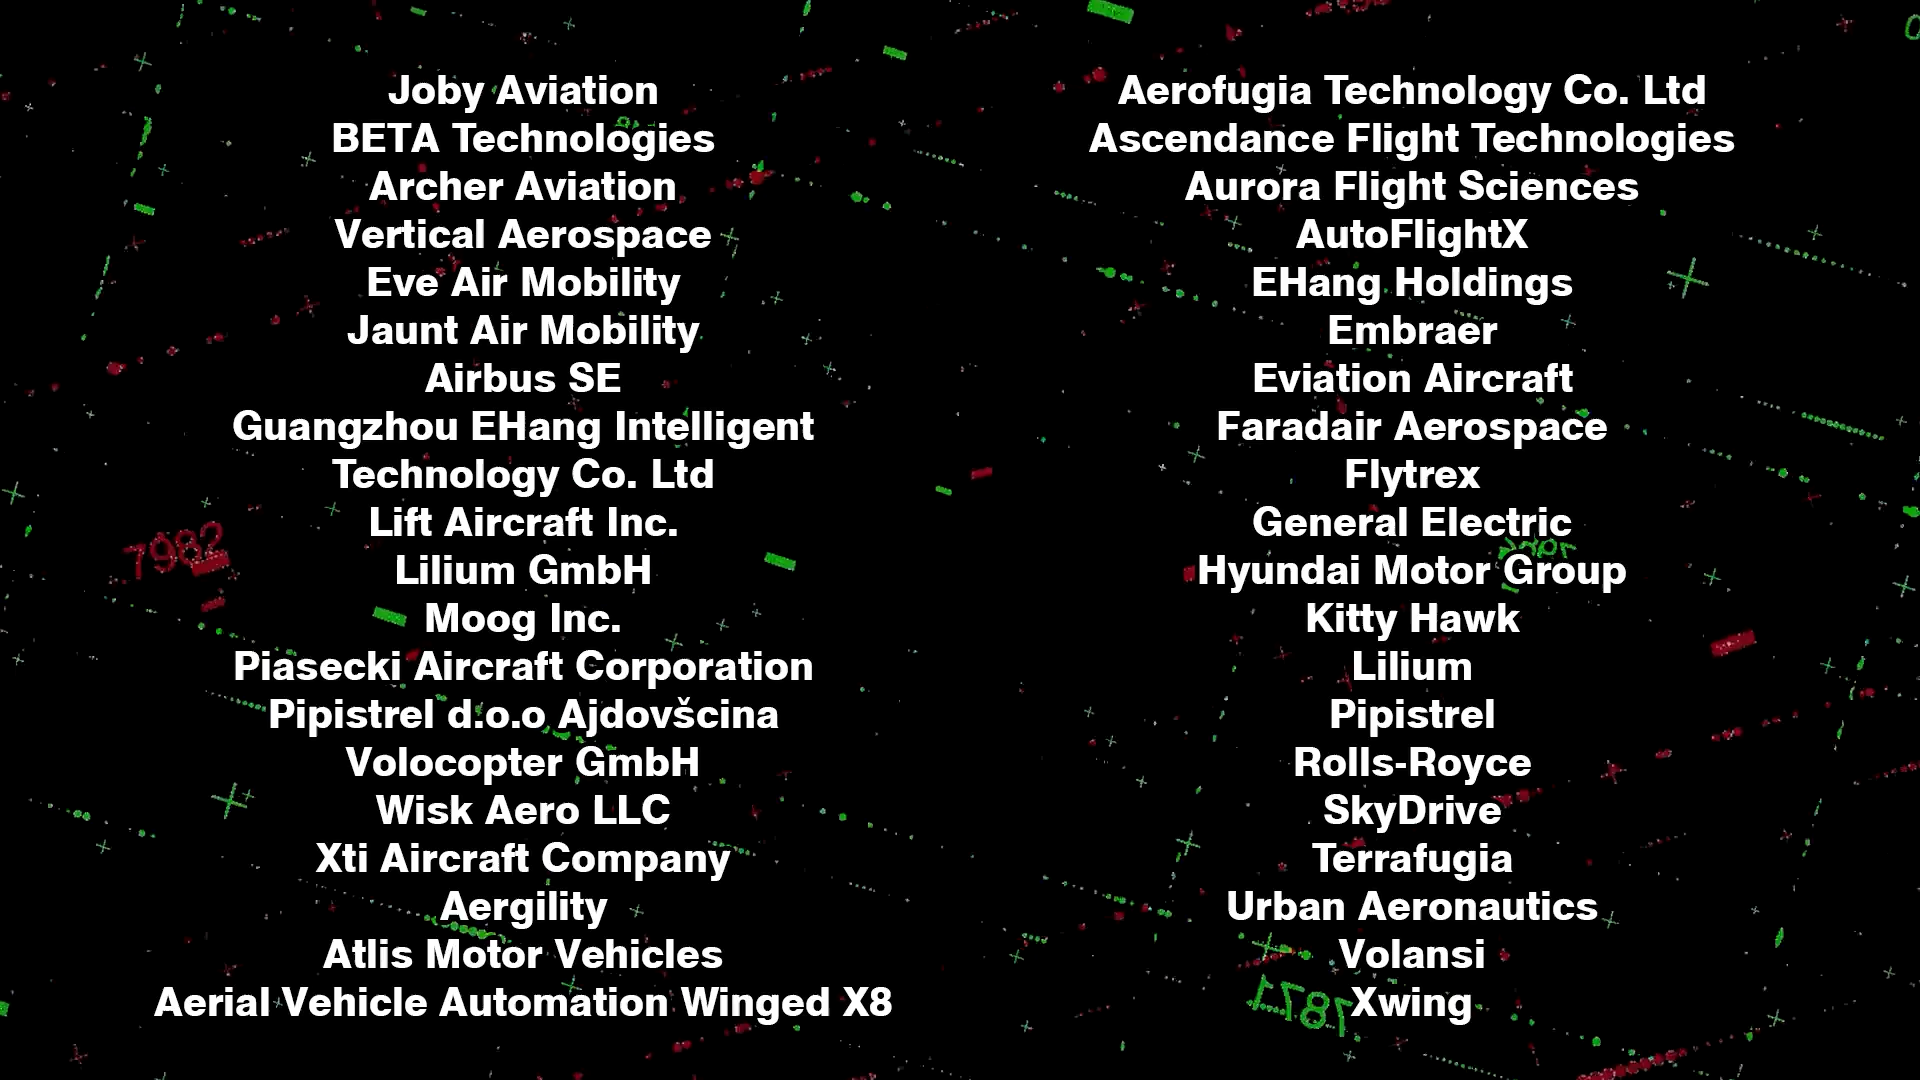 Joby Aviation
BETA Technologies
Archer Aviation
Vertical Aerospace
Eve Air Mobility
Jaunt Air Mobility
Airbus SE
Guangzhou EHang Intelligent
Technology Co. Ltd
Lift Aircraft Inc.
Lilium GmbH
Moog Inc.
Piasecki Aircraft Corporation
Pipistrel d.o.o Ajdovšcina
Volocopter GmbH
Wisk Aero LLC
Xti Aircraft Company
Aergility
Atlis Motor Vehicles
Aerial Vehicle Automation Winged X8
Aerofugia Technology Co. Ltd
Ascendance Flight Technologies
Aurora Flight Sciences
AutoFlightX
EHang Holdings
Embraer
Eviation Aircraft
Faradair Aerospace
Flytrex
General Electric
Hyundai Motor Group
Kitty Hawk
Lilium
Pipistrel
Rolls-Royce
SkyDrive
Terrafugia
Urban Aeronautics
Volansi
Xwing
7982